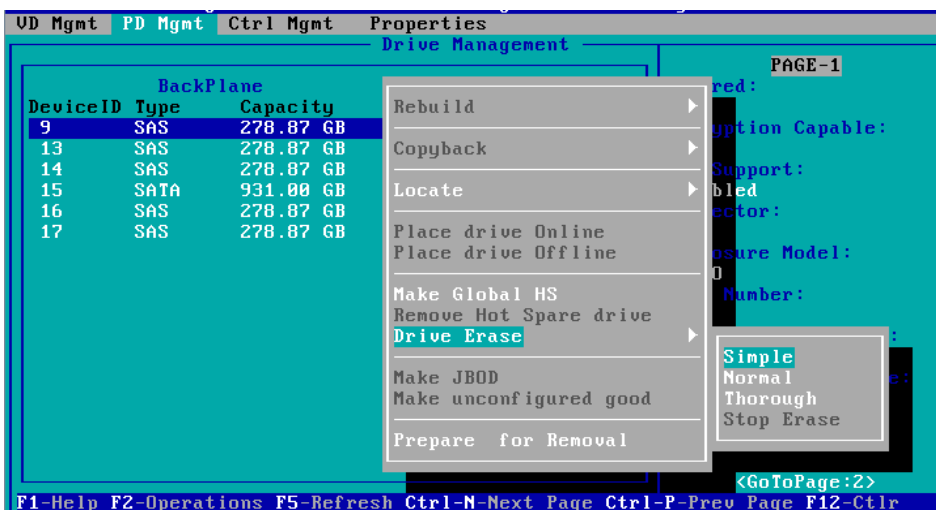 VD Mgmt PD Mgmt Ctrl Mgmt Properties
Drive Management
BackPlane
DeviceID Type Capacity
9 SAS 278.87 GB
13 SAS 278.87 GB
14 SAS 278.87 GB
15 SATA 931.00 GB
16 SAS 278.87 GB
17 SAS 278.87 GB
Rebuild
Copyback
Locate
Place drive Online
Place drive Offline
Make Global HS
Remove Hot Spare drive
Drive Erase
Make JBOD
Make unconfigured good
Prepare for Removal
Simple
Normal
Thorough
Stop Erase
PAGE-1
red:
yption Capable:
Support:
bled
ector:
osure Model:
0
Number:
:
e:
<GoToPage:2>
F1-Help F2-Operations F5-Refresh Ctrl-N-Next Page Ctrl-P-Prev Page F12-Ctlr